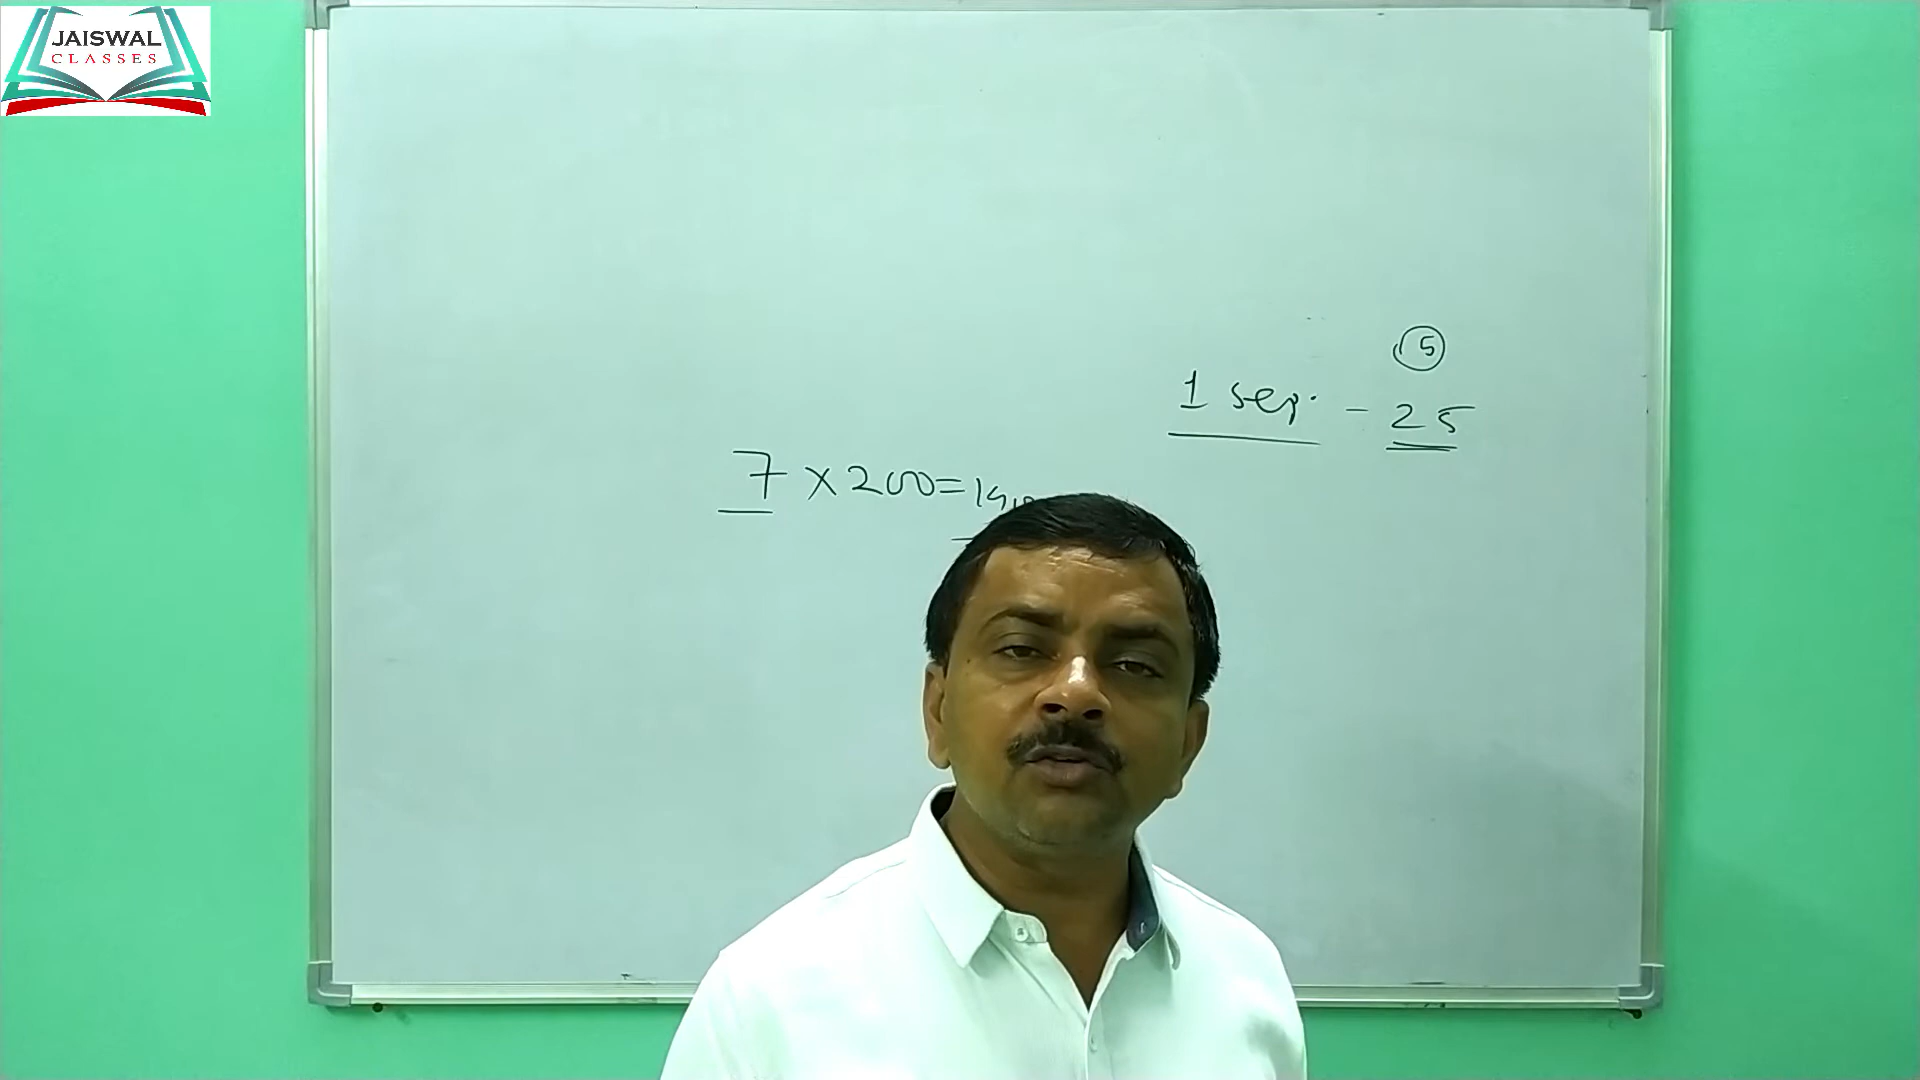 JAISWAL
CLASSES
5
1 sep. - 25
7 x 200 =